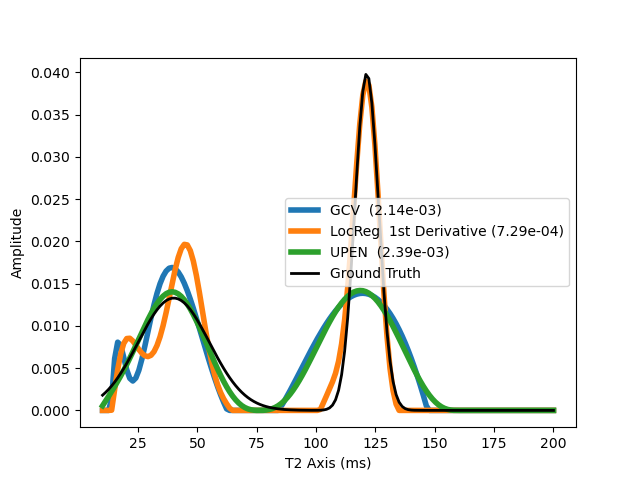 0.040
0.035
0.030
0.025
0.020
0.015
0.010
0.005
0.000
Amplitude
GCV (2.14e-03)
LocReg 1st Derivative (7.29e-04)
UPEN (2.39e-03)
Ground Truth
25 50 75 100 125 150 175 200
T2 Axis (ms)